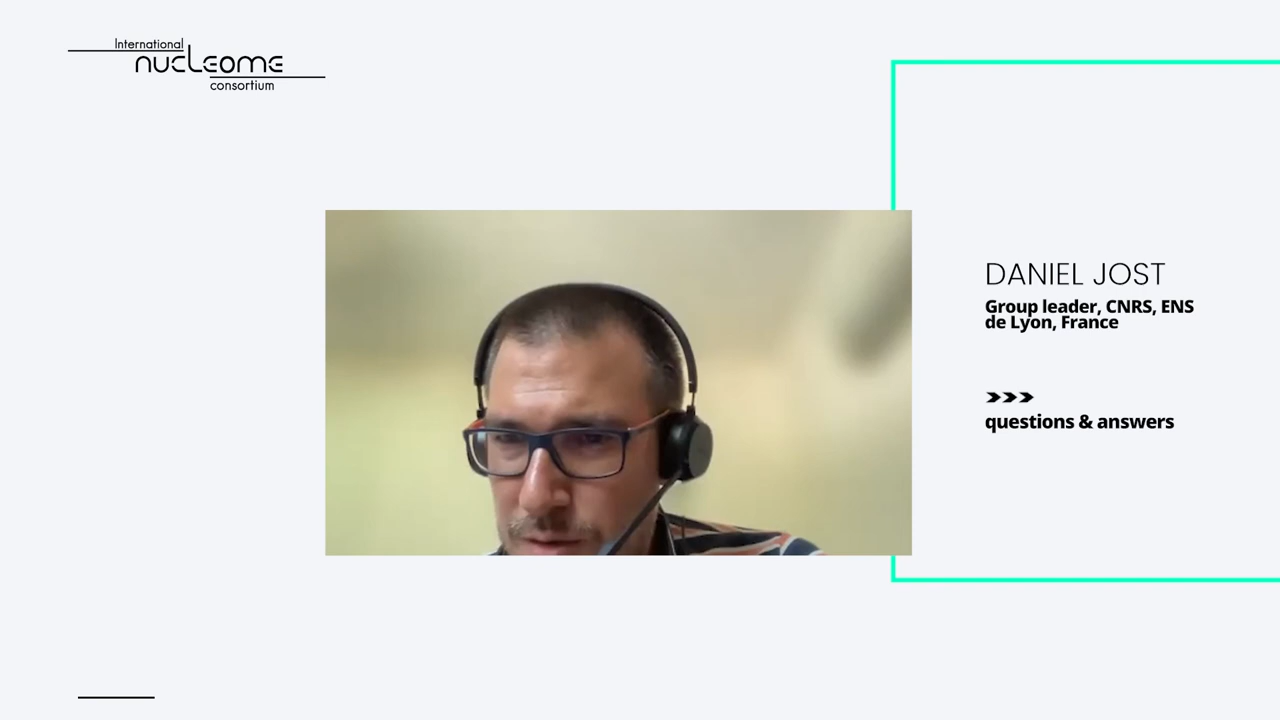 International
nucleome
consortium
DANIEL JOST
Group leader, CNRS, ENS
de Lyon, France
questions & answers